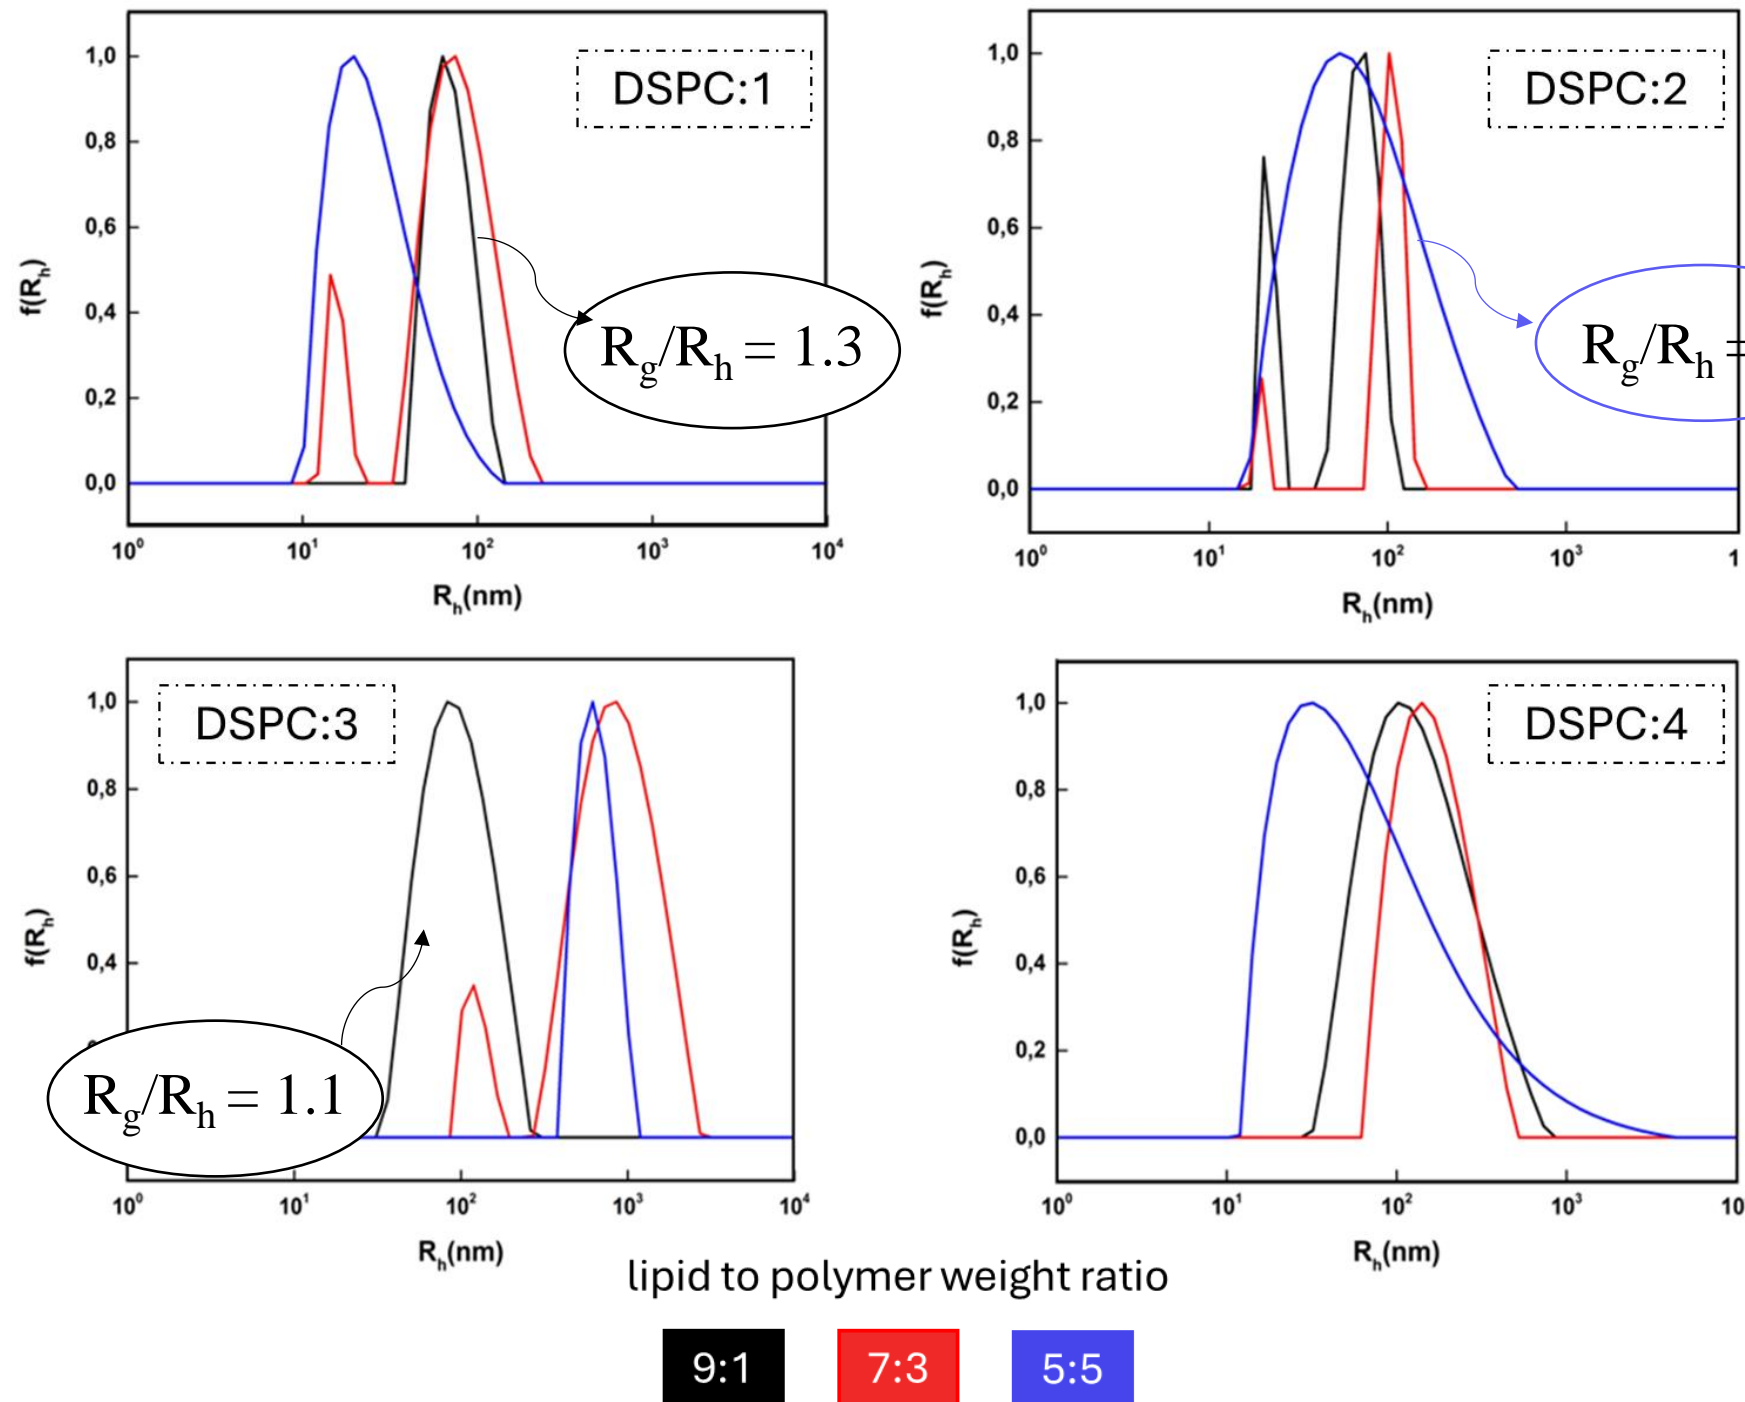 DSPC:1
1,0
0,8
0,6
0,4
0,2
0,0
f(Rh)
Rg/Rh = 1.3
10⁰ 10¹ 10² 10³ 10⁴
Rh(nm)
DSPC:2
1,0
0,8
0,6
0,4
0,2
0,0
f(Rh)
Rg/Rh =
10⁰ 10¹ 10² 10³ 1
Rh(nm)
DSPC:3
1,0
0,8
0,6
0,4
f(Rh)
Rg/Rh = 1.1
10⁰ 10¹ 10² 10³ 10⁴
Rh(nm)
DSPC:4
1,0
0,8
0,6
0,4
0,2
0,0
f(Rh)
10⁰ 10¹ 10² 10³ 10
Rh(nm)
lipid to polymer weight ratio
9:1 7:3 5:5